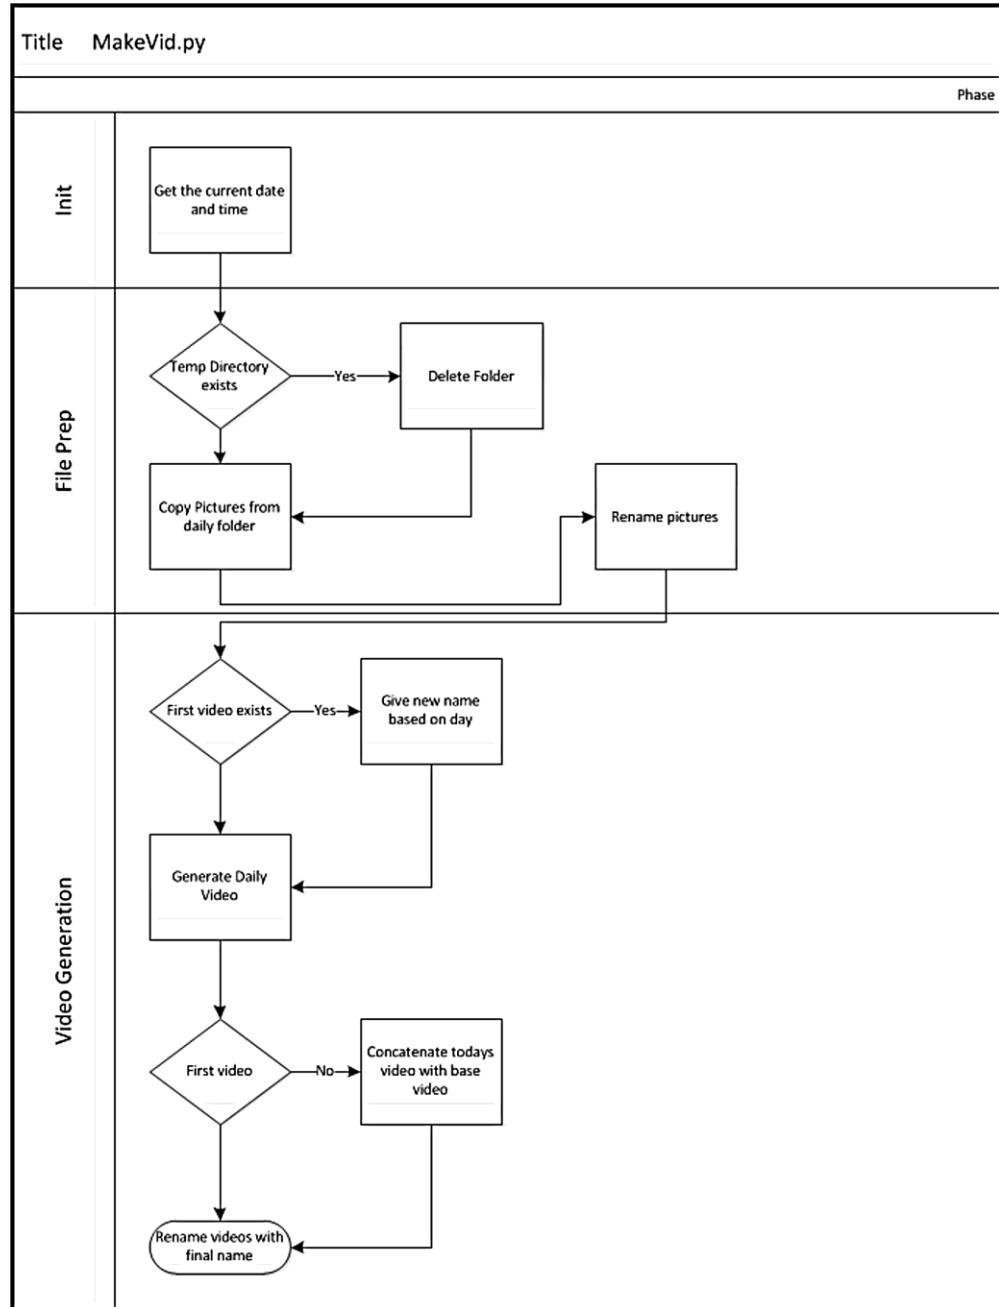 Title MakeVid.py
Phase
Init
Get the current date
and time
File Prep
Temp Directory
exists
Yes
Delete Folder
Copy Pictures from
daily folder
Rename pictures
Video Generation
First video exists
Yes
Give new name
based on day
Generate Daily
Video
First video
No
Concatenate todays
video with base
video
Rename videos with
final name